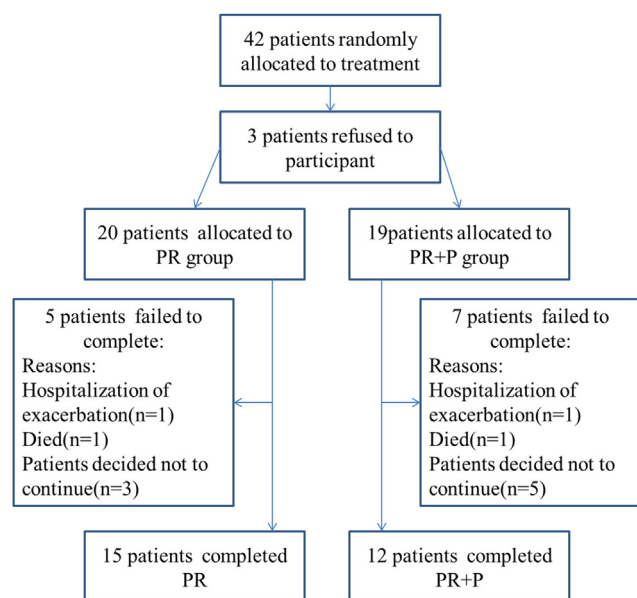 42 patients randomly
allocated to treatment
3 patients refused to
participant
20 patients allocated to
PR group
19patients allocated to
PR+P group
5 patients failed to
complete:
Reasons:
Hospitalization of
exacerbation(n=1)
Died(n=1)
Patients decided not to
continue(n=3)
7 patients failed to
complete:
Reasons:
Hospitalization of
exacerbation(n=1)
Died(n=1)
Patients decided not to
continue(n=5)
15 patients completed
PR
12 patients completed
PR+P